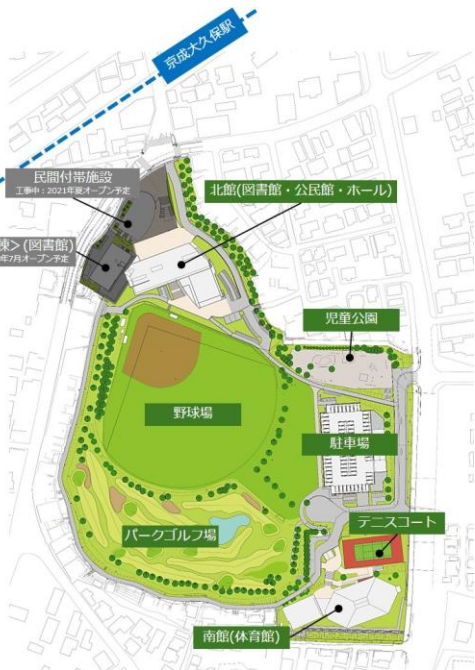 京成大久保駅
民間付帯施設
工事中：2021年夏オープン予定
北館(図書館・公民館・ホール)
棟>(図書館)
年7月オープン予定
児童公園
野球場
駐車場
テニスコート
パークゴルフ場
南館(体育館)